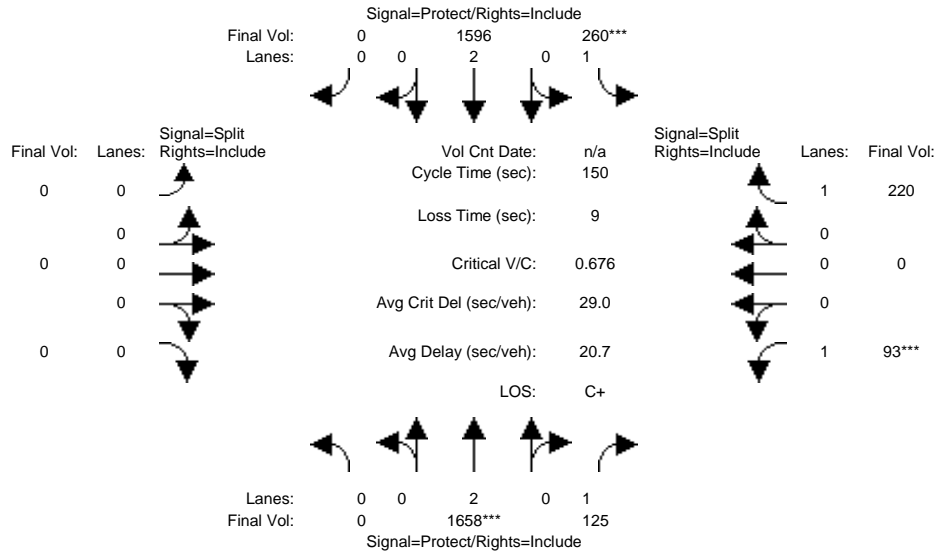 Signal=Protect/Rights=Include
Final Vol: 0 1596 260***
Lanes: 0 0 2 0 1
Signal=Split
Final Vol: Lanes: Rights=Include
Vol Cnt Date: n/a
Signal=Split
Rights=Include Lanes: Final Vol:
Cycle Time (sec): 150
0 0
1 220
Loss Time (sec): 9
0
0
0 0
Critical V/C: 0.676
0 0
0
Avg Crit Del (sec/veh): 29.0
0
0 0
Avg Delay (sec/veh): 20.7
1 93***
LOS: C+
Lanes: 0 0 2 0 1
Final Vol: 0 1658*** 125
Signal=Protect/Rights=Include